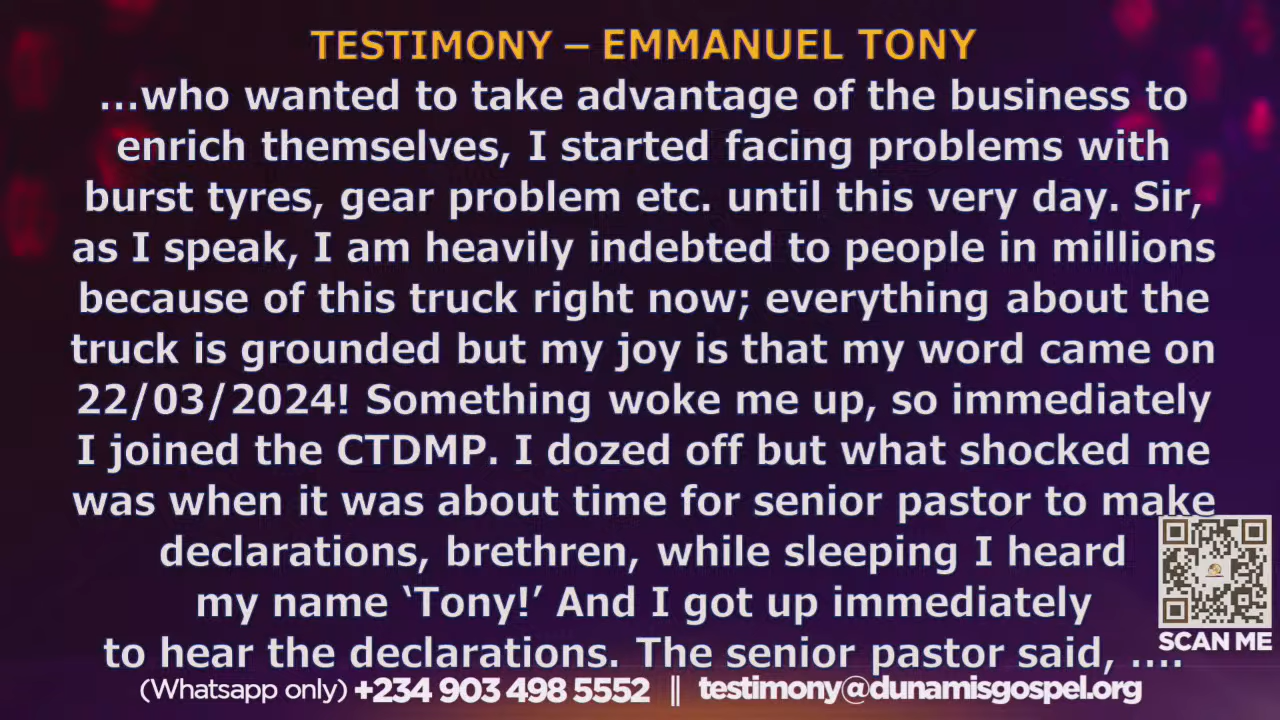 TESTIMONY – EMMANUEL TONY
...who wanted to take advantage of the business to
enrich themselves, I started facing problems with
burst tyres, gear problem etc. until this very day. Sir,
as I speak, I am heavily indebted to people in millions
because of this truck right now; everything about the
truck is grounded but my joy is that my word came on
22/03/2024! Something woke me up, so immediately
I joined the CTDMP. I dozed off but what shocked me
was when it was about time for senior pastor to make
declarations, brethren, while sleeping I heard
my name ‘Tony!’ And I got up immediately
to hear the declarations. The senior pastor said, ....
SCAN ME
(Whatsapp only) +234 903 498 5552 || testimony@dunamisgospel.org